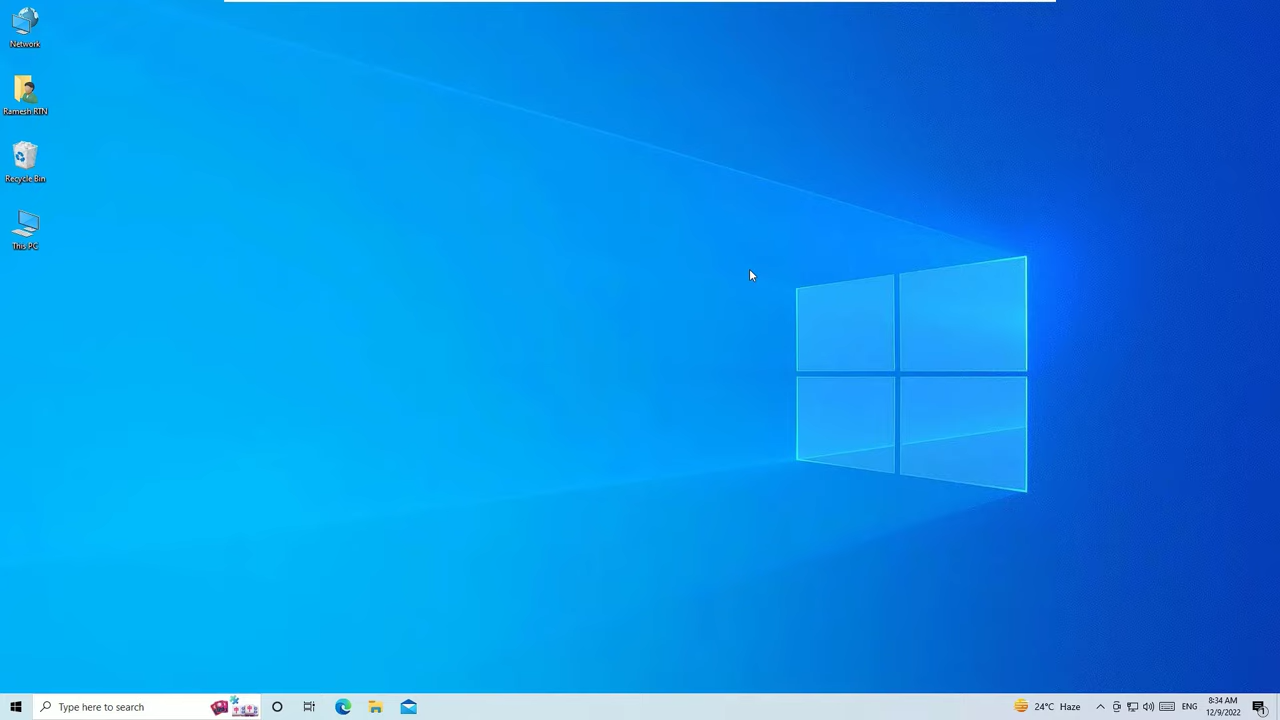 Network
Ramesh RTN
Recycle Bin
This PC
Type here to search
24°C Haze
ENG
8:34 AM
12/9/2022
1